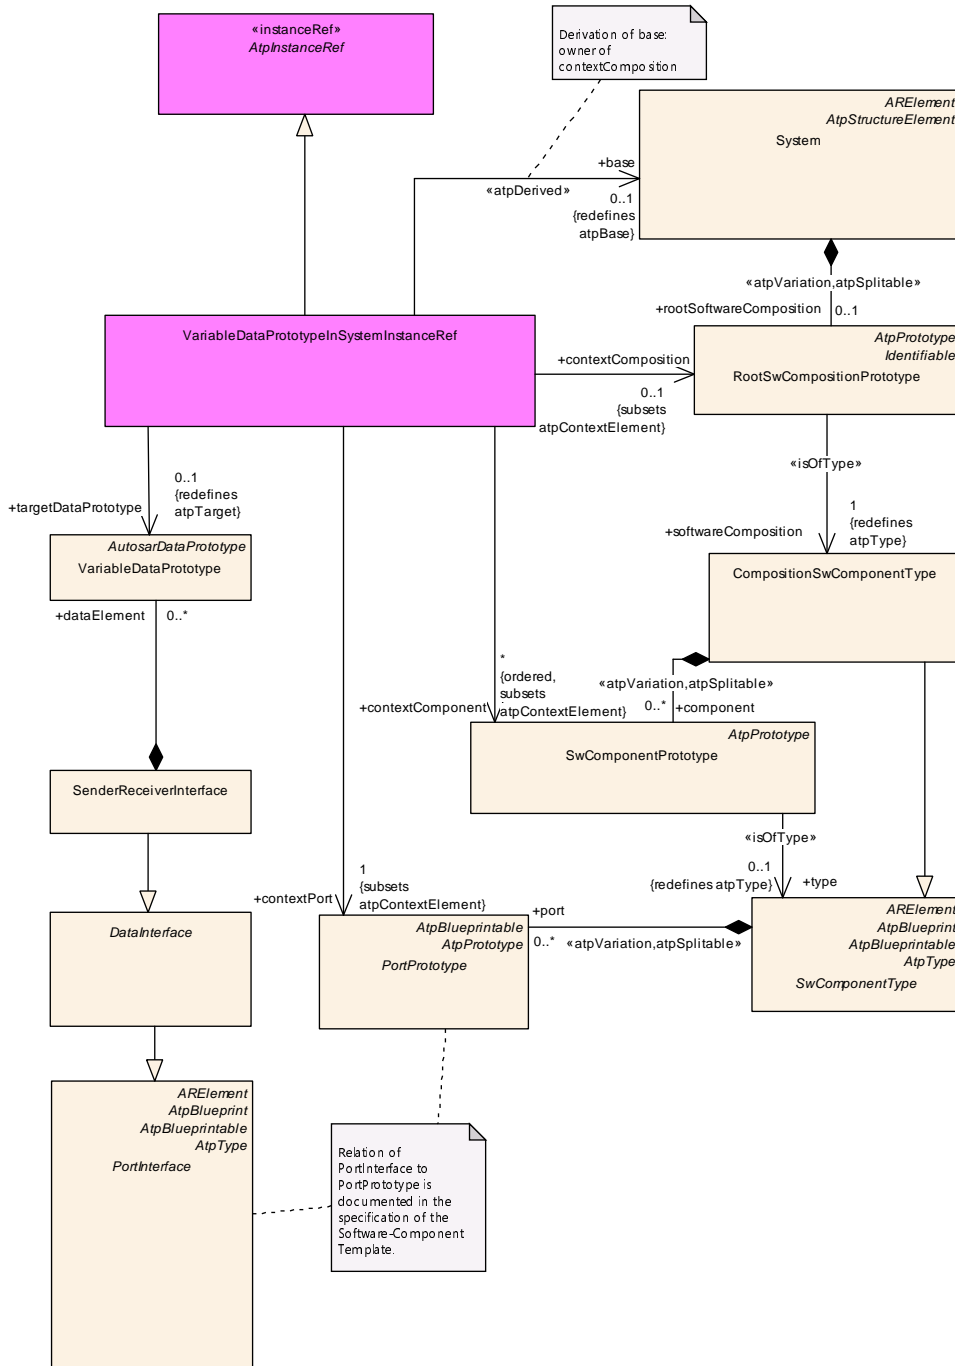 «instanceRef»
AtpInstanceRef
Derivation of base:
owner of
contextComposition
ARElement
AtpStructureElement
System
+base
«atpDerived»
0..1
{redefines
atpBase}
«atpVariation,atpSplitable»
+rootSoftwareComposition
0..1
VariableDataPrototypeInSystemInstanceRef
+contextComposition
0..1
{subsets
atpContextElement}
AtpPrototype
Identifiable
RootSwCompositionPrototype
«isOfType»
0..1
{redefines
atpTarget}
+targetDataPrototype
1
{redefines
atpType}
+softwareComposition
AutosarDataPrototype
VariableDataPrototype
CompositionSwComponentType
+dataElement
0..*
*
{ordered,
subsets
atpContextElement}
+contextComponent
«atpVariation,atpSplitable»
0..*
+component
AtpPrototype
SwComponentPrototype
SenderReceiverInterface
«isOfType»
0..1
{redefines atpType}
+type
1
{subsets
atpContextElement}
+contextPort
+port
0..*
«atpVariation,atpSplitable»
DataInterface
AtpBlueprintable
AtpPrototype
PortPrototype
ARElement
AtpBlueprint
AtpBlueprintable
AtpType
SwComponentType
ARElement
AtpBlueprint
AtpBlueprintable
AtpType
PortInterface
Relation of
PortInterface to
PortPrototype is
documented in the
specification of the
Software-Component
Template.